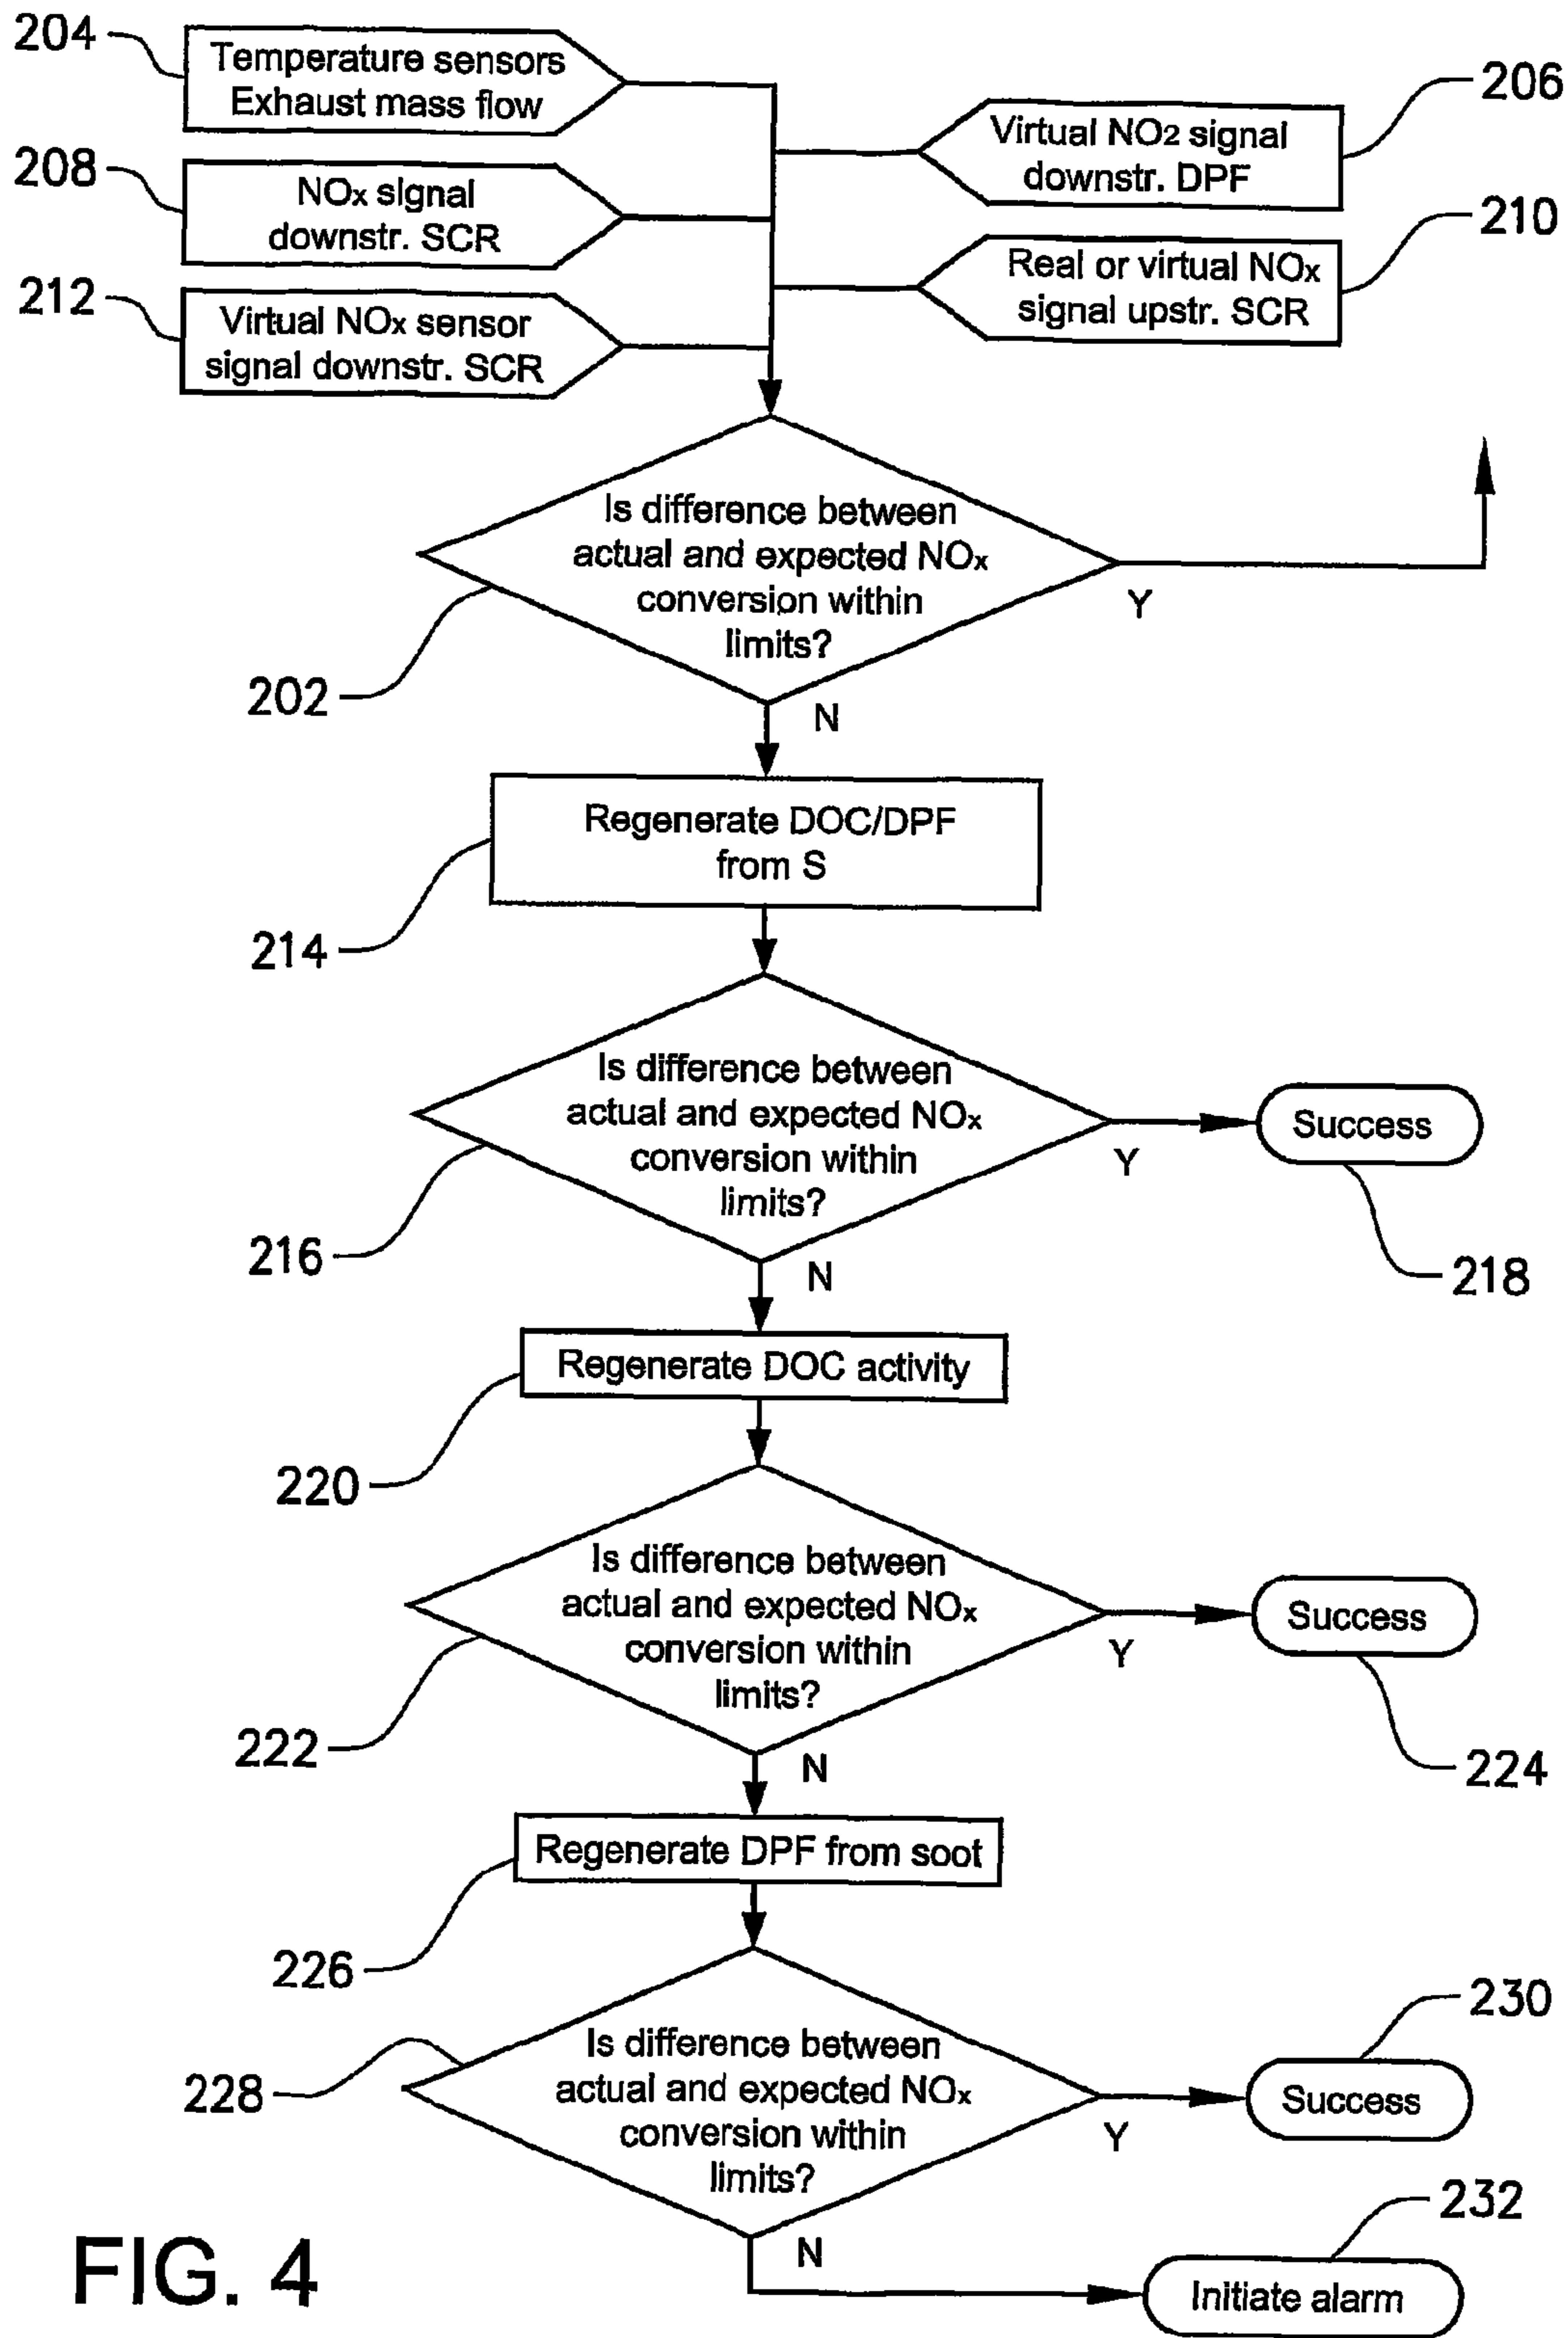 204
Temperature sensors
Exhaust mass flow
206
Virtual NO2 signal
downstr. DPF
208
NOx signal
downstr. SCR
210
Real or virtual NOx
signal upstr. SCR
212
Virtual NOx sensor
signal downstr. SCR
Is difference between
actual and expected NOx
conversion within
limits?
Y
202
N
Regenerate DOC/DPF
from S
214
Is difference between
actual and expected NOx
conversion within
limits?
Y
Success
216
218
N
Regenerate DOC activity
220
Is difference between
actual and expected NOx
conversion within
limits?
Y
Success
222
224
N
Regenerate DPF from soot
226
Is difference between
actual and expected NOx
conversion within
limits?
228
Y
230
Success
232
N
Initiate alarm
FIG. 4